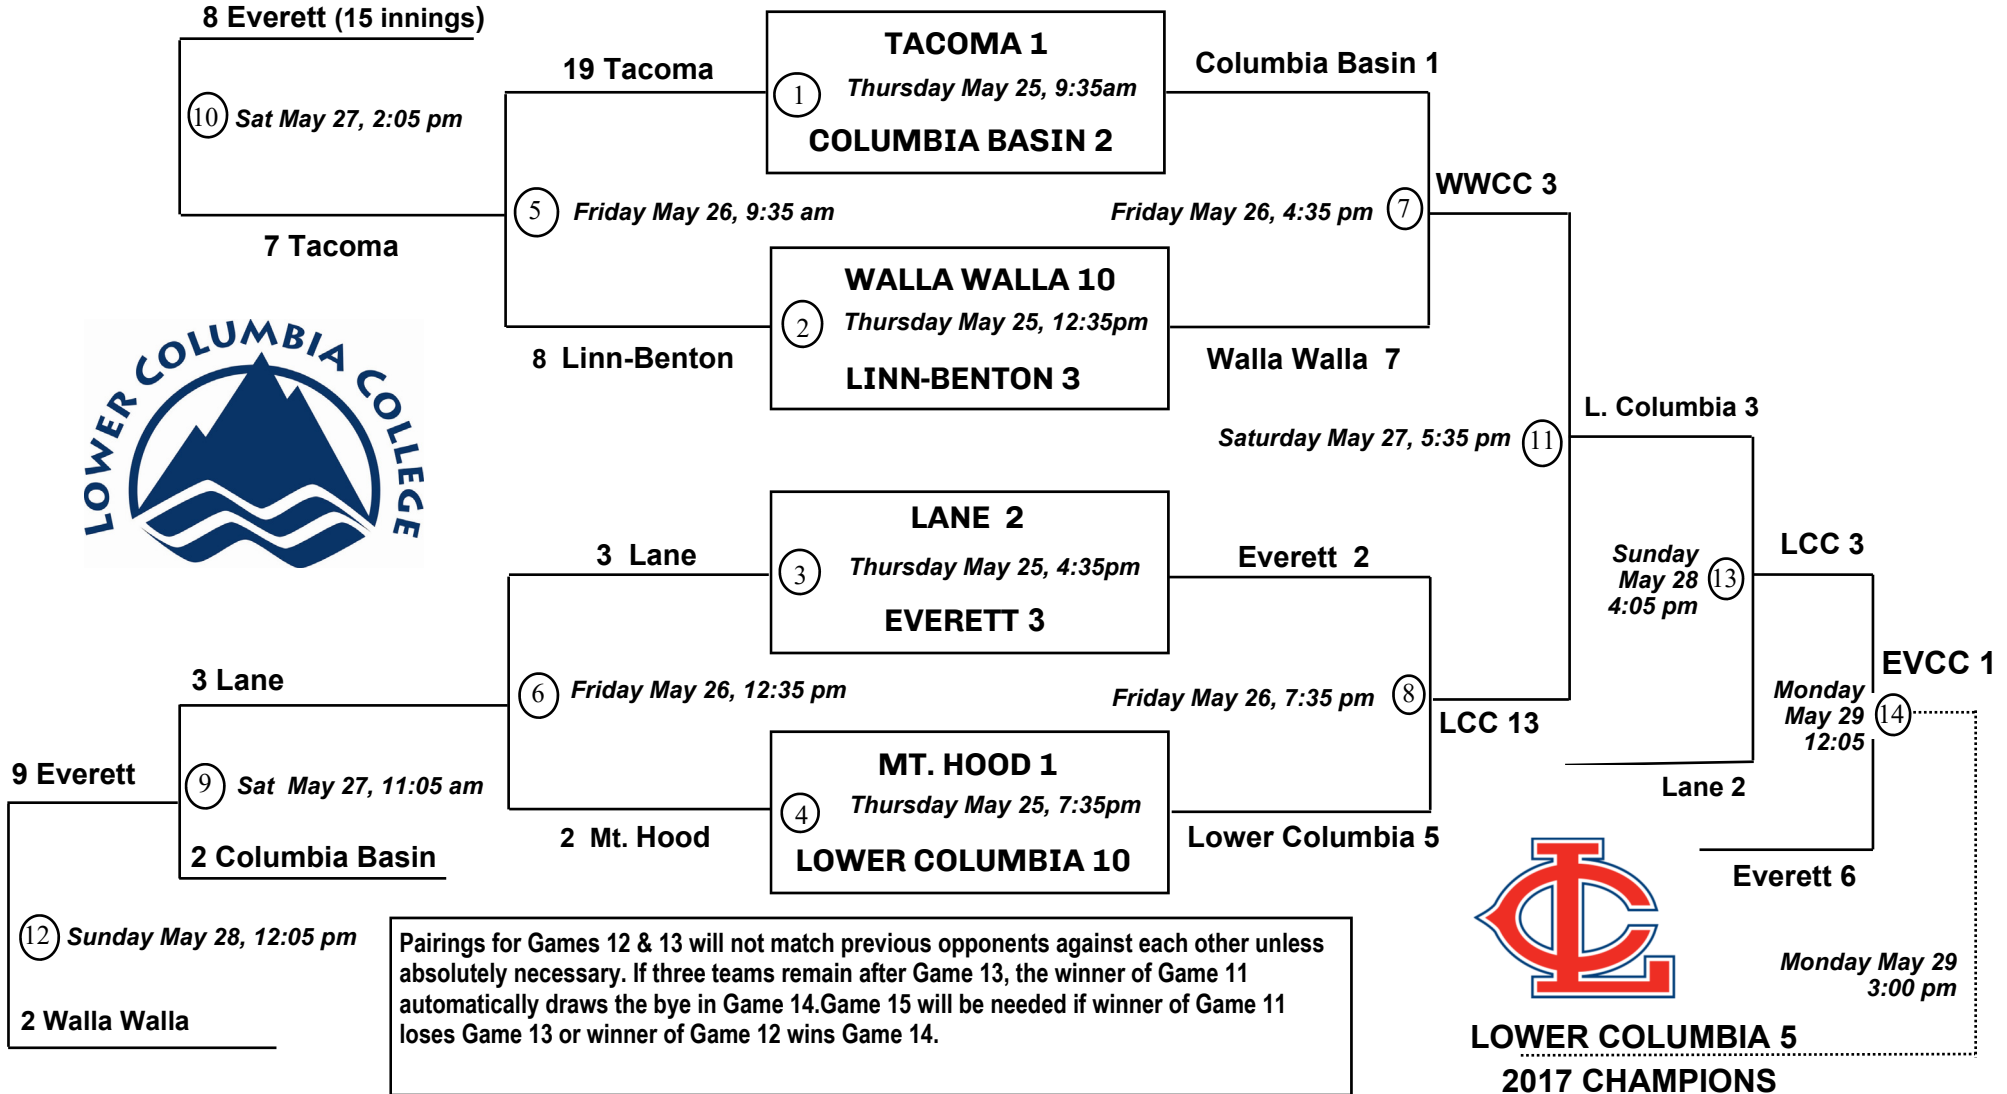 8 Everett (15 innings)
10 Sat May 27, 2:05 pm
7 Tacoma
19 Tacoma
5 Friday May 26, 9:35 am
8 Linn-Benton
TACOMA 1
1 Thursday May 25, 9:35am
COLUMBIA BASIN 2
WALLA WALLA 10
2 Thursday May 25, 12:35pm
LINN-BENTON 3
Columbia Basin 1
Friday May 26, 4:35 pm 7
Walla Walla 7
WWCC 3
Saturday May 27, 5:35 pm 11
L. Columbia 3
LOWER COLUMBIA COLLEGE
3 Lane
LANE 2
3 Thursday May 25, 4:35pm
EVERETT 3
Everett 2
6 Friday May 26, 12:35 pm
Friday May 26, 7:35 pm 8
LCC 13
2 Mt. Hood
MT. HOOD 1
4 Thursday May 25, 7:35pm
LOWER COLUMBIA 10
Lower Columbia 5
3 Lane
9 Sat May 27, 11:05 am
2 Columbia Basin
9 Everett
12 Sunday May 28, 12:05 pm
2 Walla Walla
Sunday
May 28 13
4:05 pm
Lane 2
LCC 3
EVCC 1
Monday
May 29 14
12:05
Everett 6
Pairings for Games 12 & 13 will not match previous opponents against each other unless
absolutely necessary. If three teams remain after Game 13, the winner of Game 11
automatically draws the bye in Game 14.Game 15 will be needed if winner of Game 11
loses Game 13 or winner of Game 12 wins Game 14.
LC
Monday May 29
3:00 pm
LOWER COLUMBIA 5
2017 CHAMPIONS